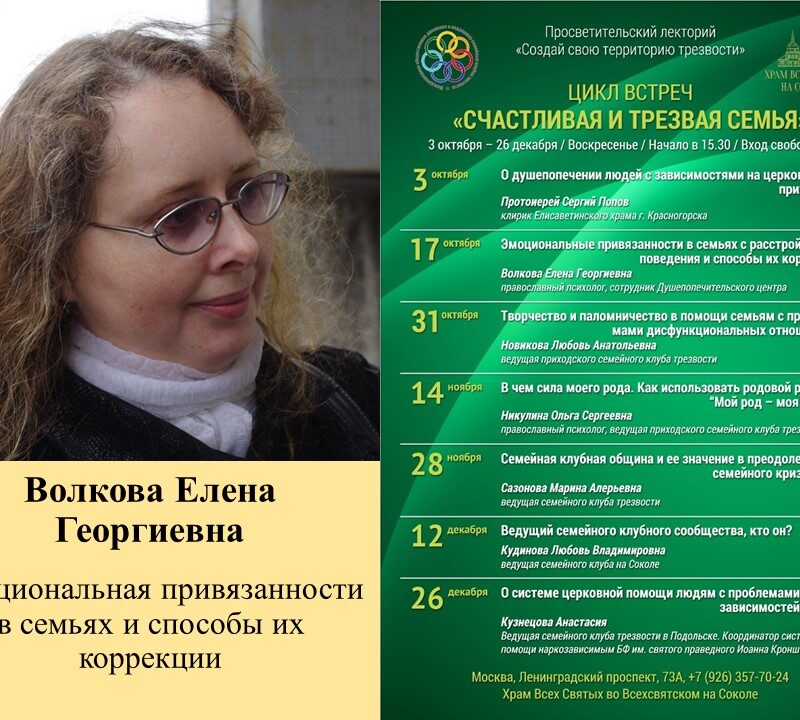 Волкова Елена
Георгиевна
циональная привязанности
в семьях и способы их
коррекции
Просветительский лекторий
«Создай свою территорию трезвости»
ХРАМ ВС
НА СО
ЦИКЛ ВСТРЕЧ
«СЧАСТЛИВАЯ И ТРЕЗВАЯ СЕМЬЯ»
3 октября – 26 декабря / Воскресенье / Начало в 15.30 / Вход свобо
3 октября
О душепопечении людей с зависимостями на церков
при
Протоиерей Сергий Попов
клирик Елисаветинского храма г. Красногорска
17 октября
Эмоциональные привязанности в семьях с расстрой
поведения и способы их кор
Волкова Елена Георгиевна
православный психолог, сотрудник Душепопечительского центра
31 октября
Творчество и паломничество в помощи семьям с пр
мами дисфункциональных отнош
Новикова Любовь Анатольевна
ведущая приходского семейного клуба трезвости
14 ноября
В чем сила моего рода. Как использовать родовой р
“Мой род – моя
Никулина Ольга Сергеевна
православный психолог, ведущая приходского семейного клуба трез
28 ноября
Семейная клубная община и ее значение в преодоле
семейного криз
Сазонова Марина Алерьевна
ведущая семейного клуба трезвости
12 декабря
Ведущий семейного клубного сообщества, кто он?
Кудинова Любовь Владимировна
ведущая семейного клуба на Соколе
26 декабря
О системе церковной помощи людям с проблемами
зависимостей
Кузнецова Анастасия
Ведущая семейного клуба трезвости в Подольске. Координатор сист
помощи наркозависимым БФ им. святого праведного Иоанна Кроншт
Москва, Ленинградский проспект, 73А, +7 (926) 357-70-24
Храм Всех Святых во Всехсвятском на Соколе